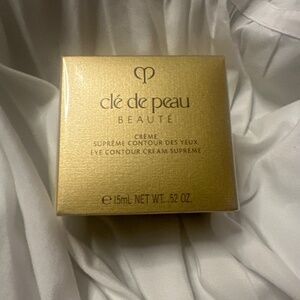 clé de peau
BEAUTÉ
CRÈME
SUPRÊME CONTOUR DES YEUX
EYE CONTOUR CREAM SUPREME
℮ 15mL NET WT. .52 OZ.